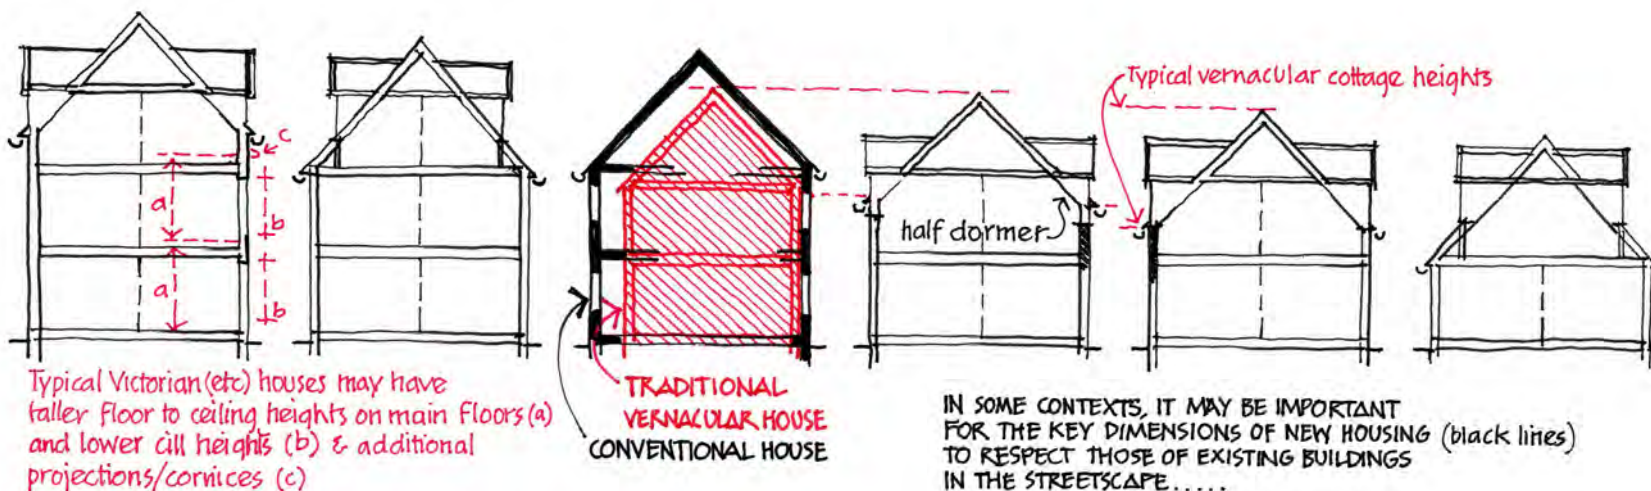 c
a
b
a
b
Typical Victorian (etc) houses may have
taller floor to ceiling heights on main floors (a)
and lower cill heights (b) & additional
projections/cornices (c)
TRADITIONAL
VERNACULAR HOUSE
CONVENTIONAL HOUSE
half dormer
Typical vernacular cottage heights
IN SOME CONTEXTS, IT MAY BE IMPORTANT
FOR THE KEY DIMENSIONS OF NEW HOUSING (black lines)
TO RESPECT THOSE OF EXISTING BUILDINGS
IN THE STREETSCAPE.....